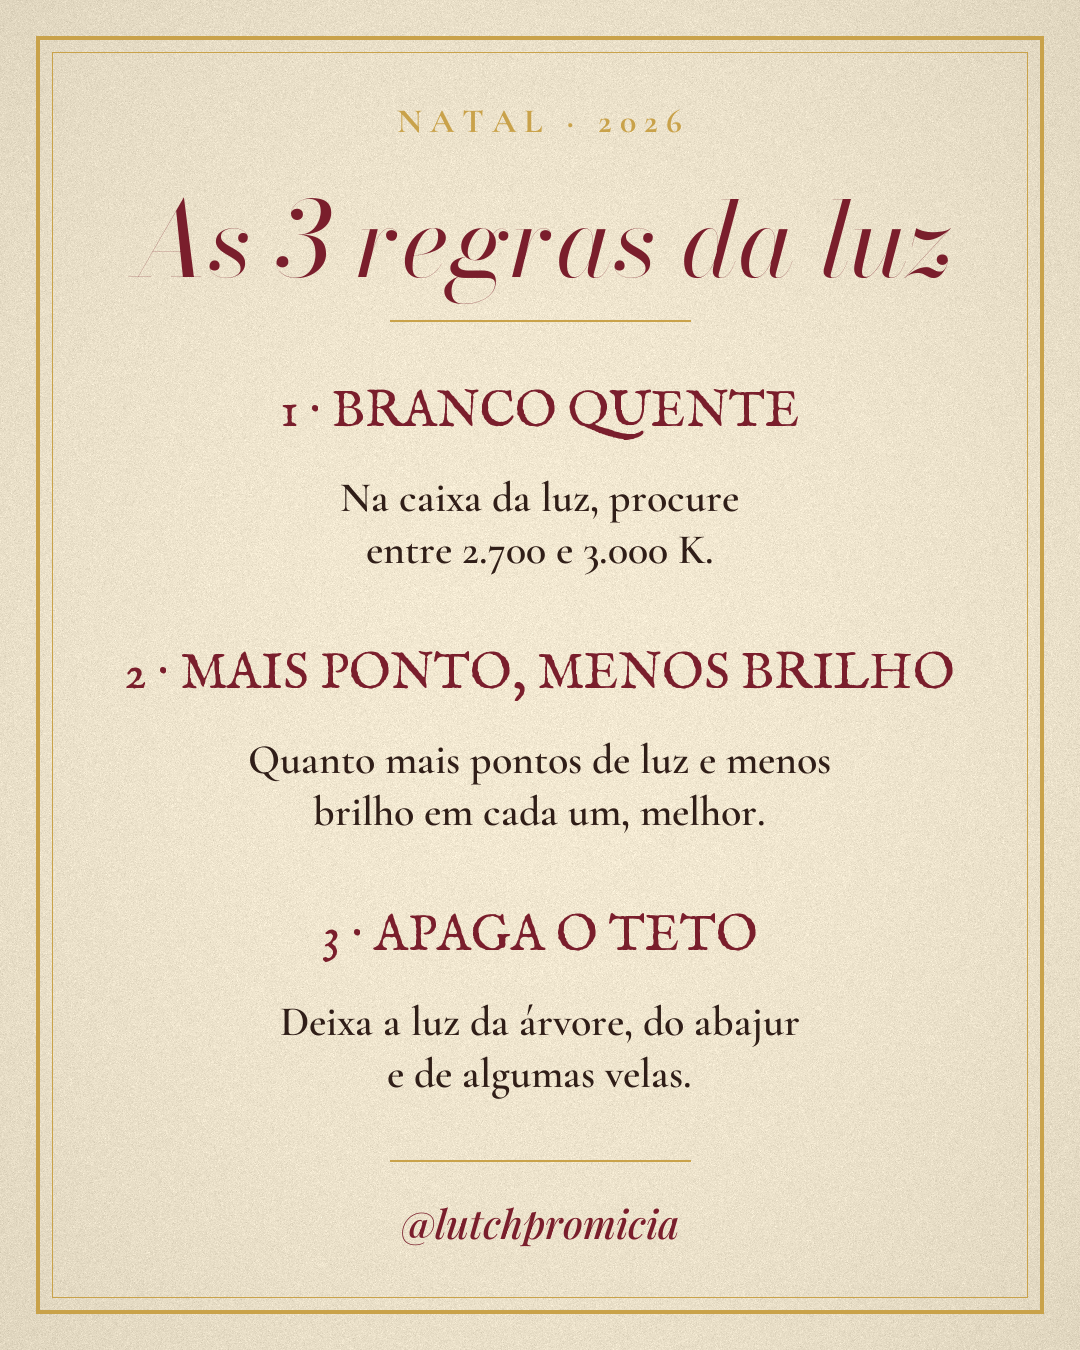 NATAL · 2026
As 3 regras da luz
1 · BRANCO QUENTE
Na caixa da luz, procure
entre 2.700 e 3.000 K.
2 · MAIS PONTO, MENOS BRILHO
Quanto mais pontos de luz e menos
brilho em cada um, melhor.
3 · APAGA O TETO
Deixa a luz da árvore, do abajur
e de algumas velas.
@lutchpromicia